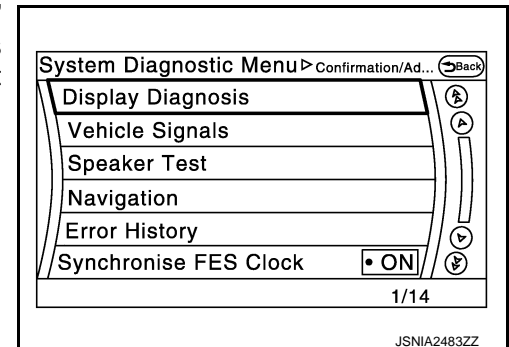 System Diagnostic Menu ▷ Confirmation/Ad... Back
Display Diagnosis
Vehicle Signals
Speaker Test
Navigation
Error History
Synchronise FES Clock • ON
1/14
JSNIA2483ZZ